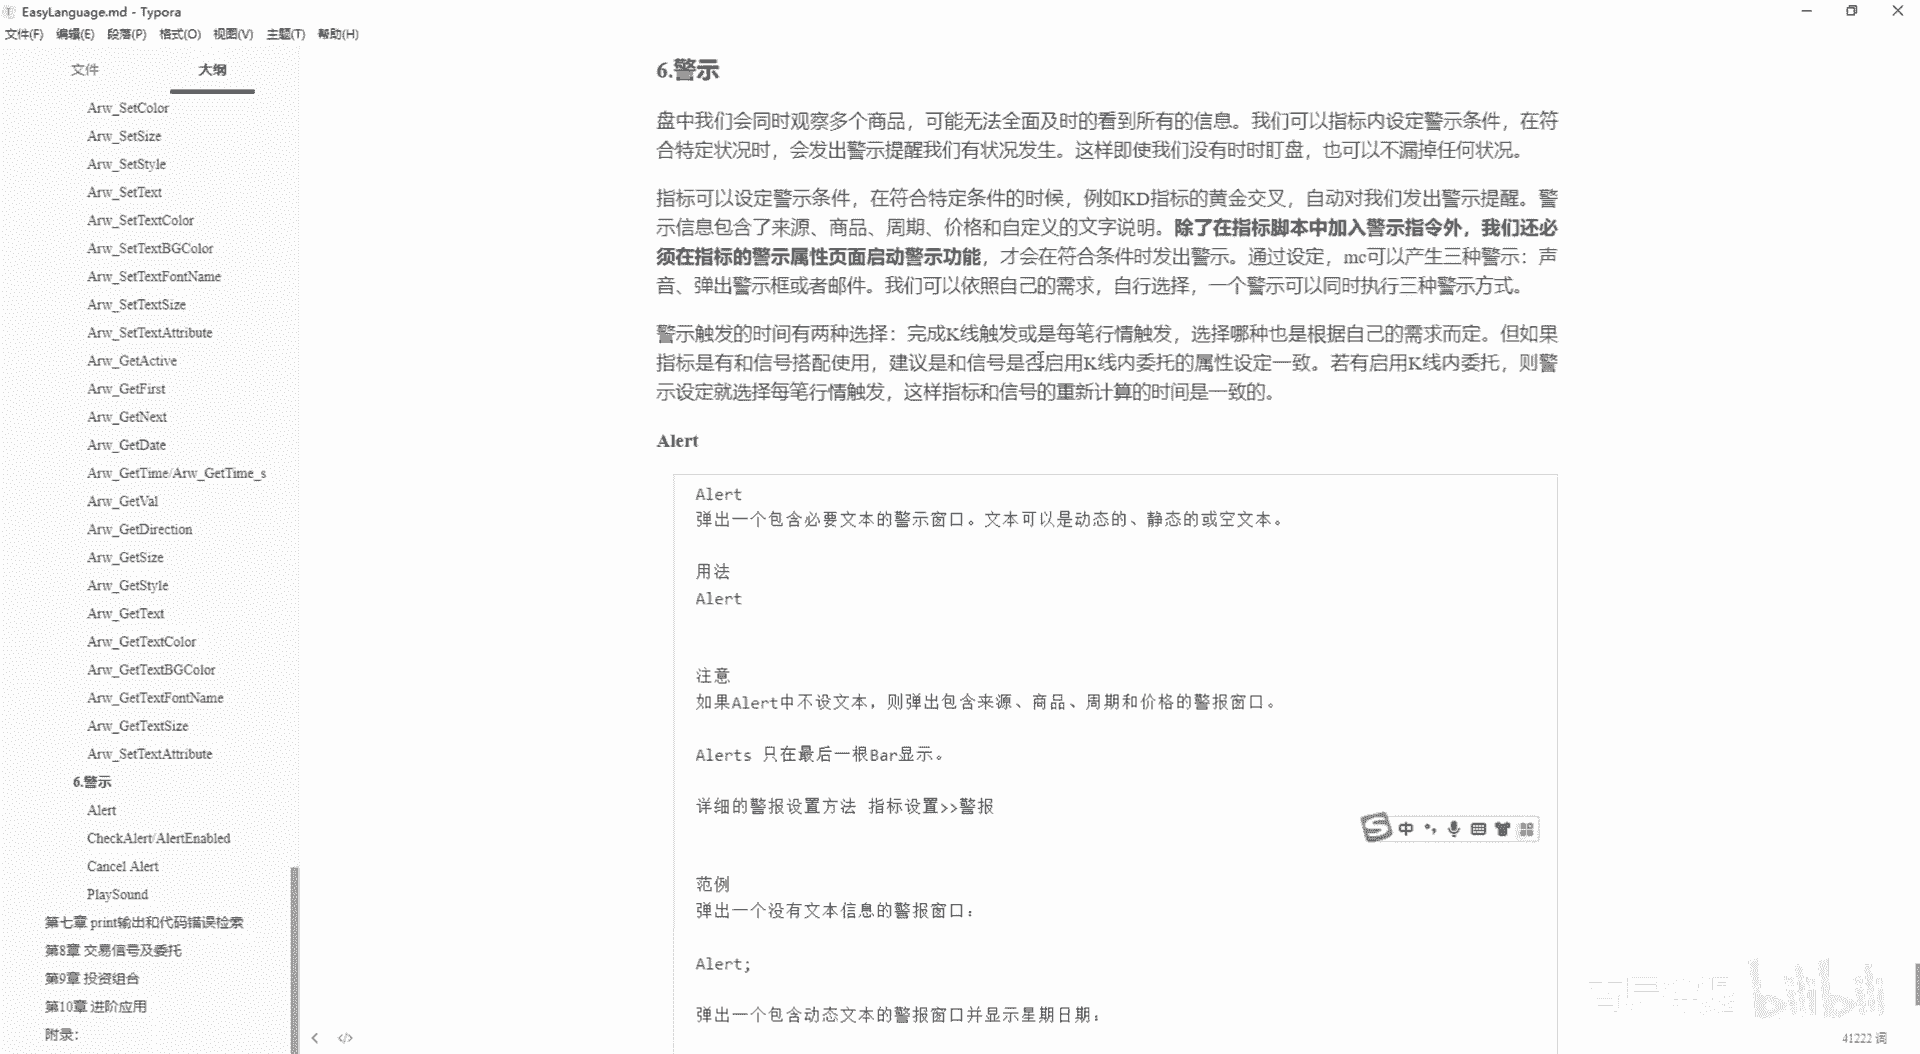 EasyLanguage.md - Typora
文件(F) 编辑(E) 段落(P) 格式(O) 视图(V) 主题(T) 帮助(H)
文件 大纲
Arw_SetColor
Arw_SetSize
Arw_SetStyle
Arw_SetText
Arw_SetTextColor
Arw_SetTextBGColor
Arw_SetTextFontName
Arw_SetTextSize
Arw_SetTextAttribute
Arw_GetActive
Arw_GetFirst
Arw_GetNext
Arw_GetDate
Arw_GetTime/Arw_GetTime_s
Arw_GetVal
Arw_GetDirection
Arw_GetSize
Arw_GetStyle
Arw_GetText
Arw_GetTextColor
Arw_GetTextBGColor
Arw_GetTextFontName
Arw_GetTextSize
Arw_SetTextAttribute
6.警示
Alert
CheckAlert/AlertEnabled
Cancel Alert
PlaySound
第七章 print输出和代码错误检索
第8章 交易信号及委托
第9章 投资组合
第10章 进阶应用
附录：
6.警示
盘中我们会同时观察多个商品，可能无法全面及时的看到所有的信息。我们可以指标内设定警示条件，在符
合特定状况时，会发出警示提醒我们有状况发生。这样即使我们没有时时盯盘，也可以不漏掉任何状况。
指标可以设定警示条件，在符合特定条件的时候，例如KD指标的黄金交叉，自动对我们发出警示提醒。警
示信息包含了来源、商品、周期、价格和自定义的文字说明。除了在指标脚本中加入警示指令外，我们还必
须在指标的警示属性页面启动警示功能，才会在符合条件时发出警示。通过设定，mc可以产生三种警示：声
音、弹出警示框或者邮件。我们可以依照自己的需求，自行选择，一个警示可以同时执行三种警示方式。
警示触发的时间有两种选择：完成K线触发或是每笔行情触发，选择哪种也是根据自己的需求而定。但如果
指标是有和信号搭配使用，建议是和信号是否启用K线内委托的属性设定一致。若有启用K线内委托，则警
示设定就选择每笔行情触发，这样指标和信号的重新计算的时间是一致的。
Alert
Alert
弹出一个包含必要文本的警示窗口。文本可以是动态的、静态的或空文本。
用法
Alert
注意
如果Alert中不设文本，则弹出包含来源、商品、周期和价格的警报窗口。
Alerts 只在最后一根Bar显示。
详细的警报设置方法 指标设置>>警报
范例
弹出一个没有文本信息的警报窗口：
Alert;
弹出一个包含动态文本的警报窗口并显示星期日期：
中
bilibili
41222 词